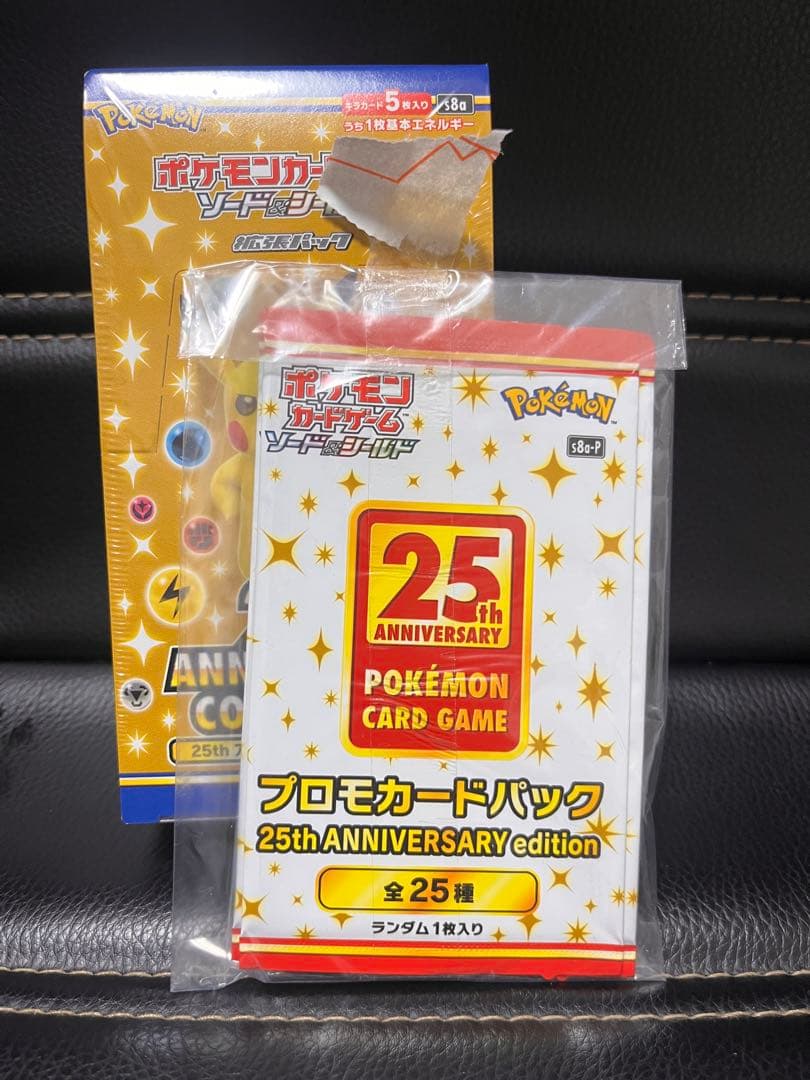 POKéMON
キラカード5枚入り s8a
うち1枚基本エネルギー
ポケモンカー
ソード&シー
拡張パック
ポケモン
カードゲーム
ソード&シールド
POKéMON
s8a-P
25th
ANNIVERSARY
POKÉMON
CARD GAME
プロモカードパック
25th ANNIVERSARY edition
全25種
ランダム1枚入り
ANN
CO
25th